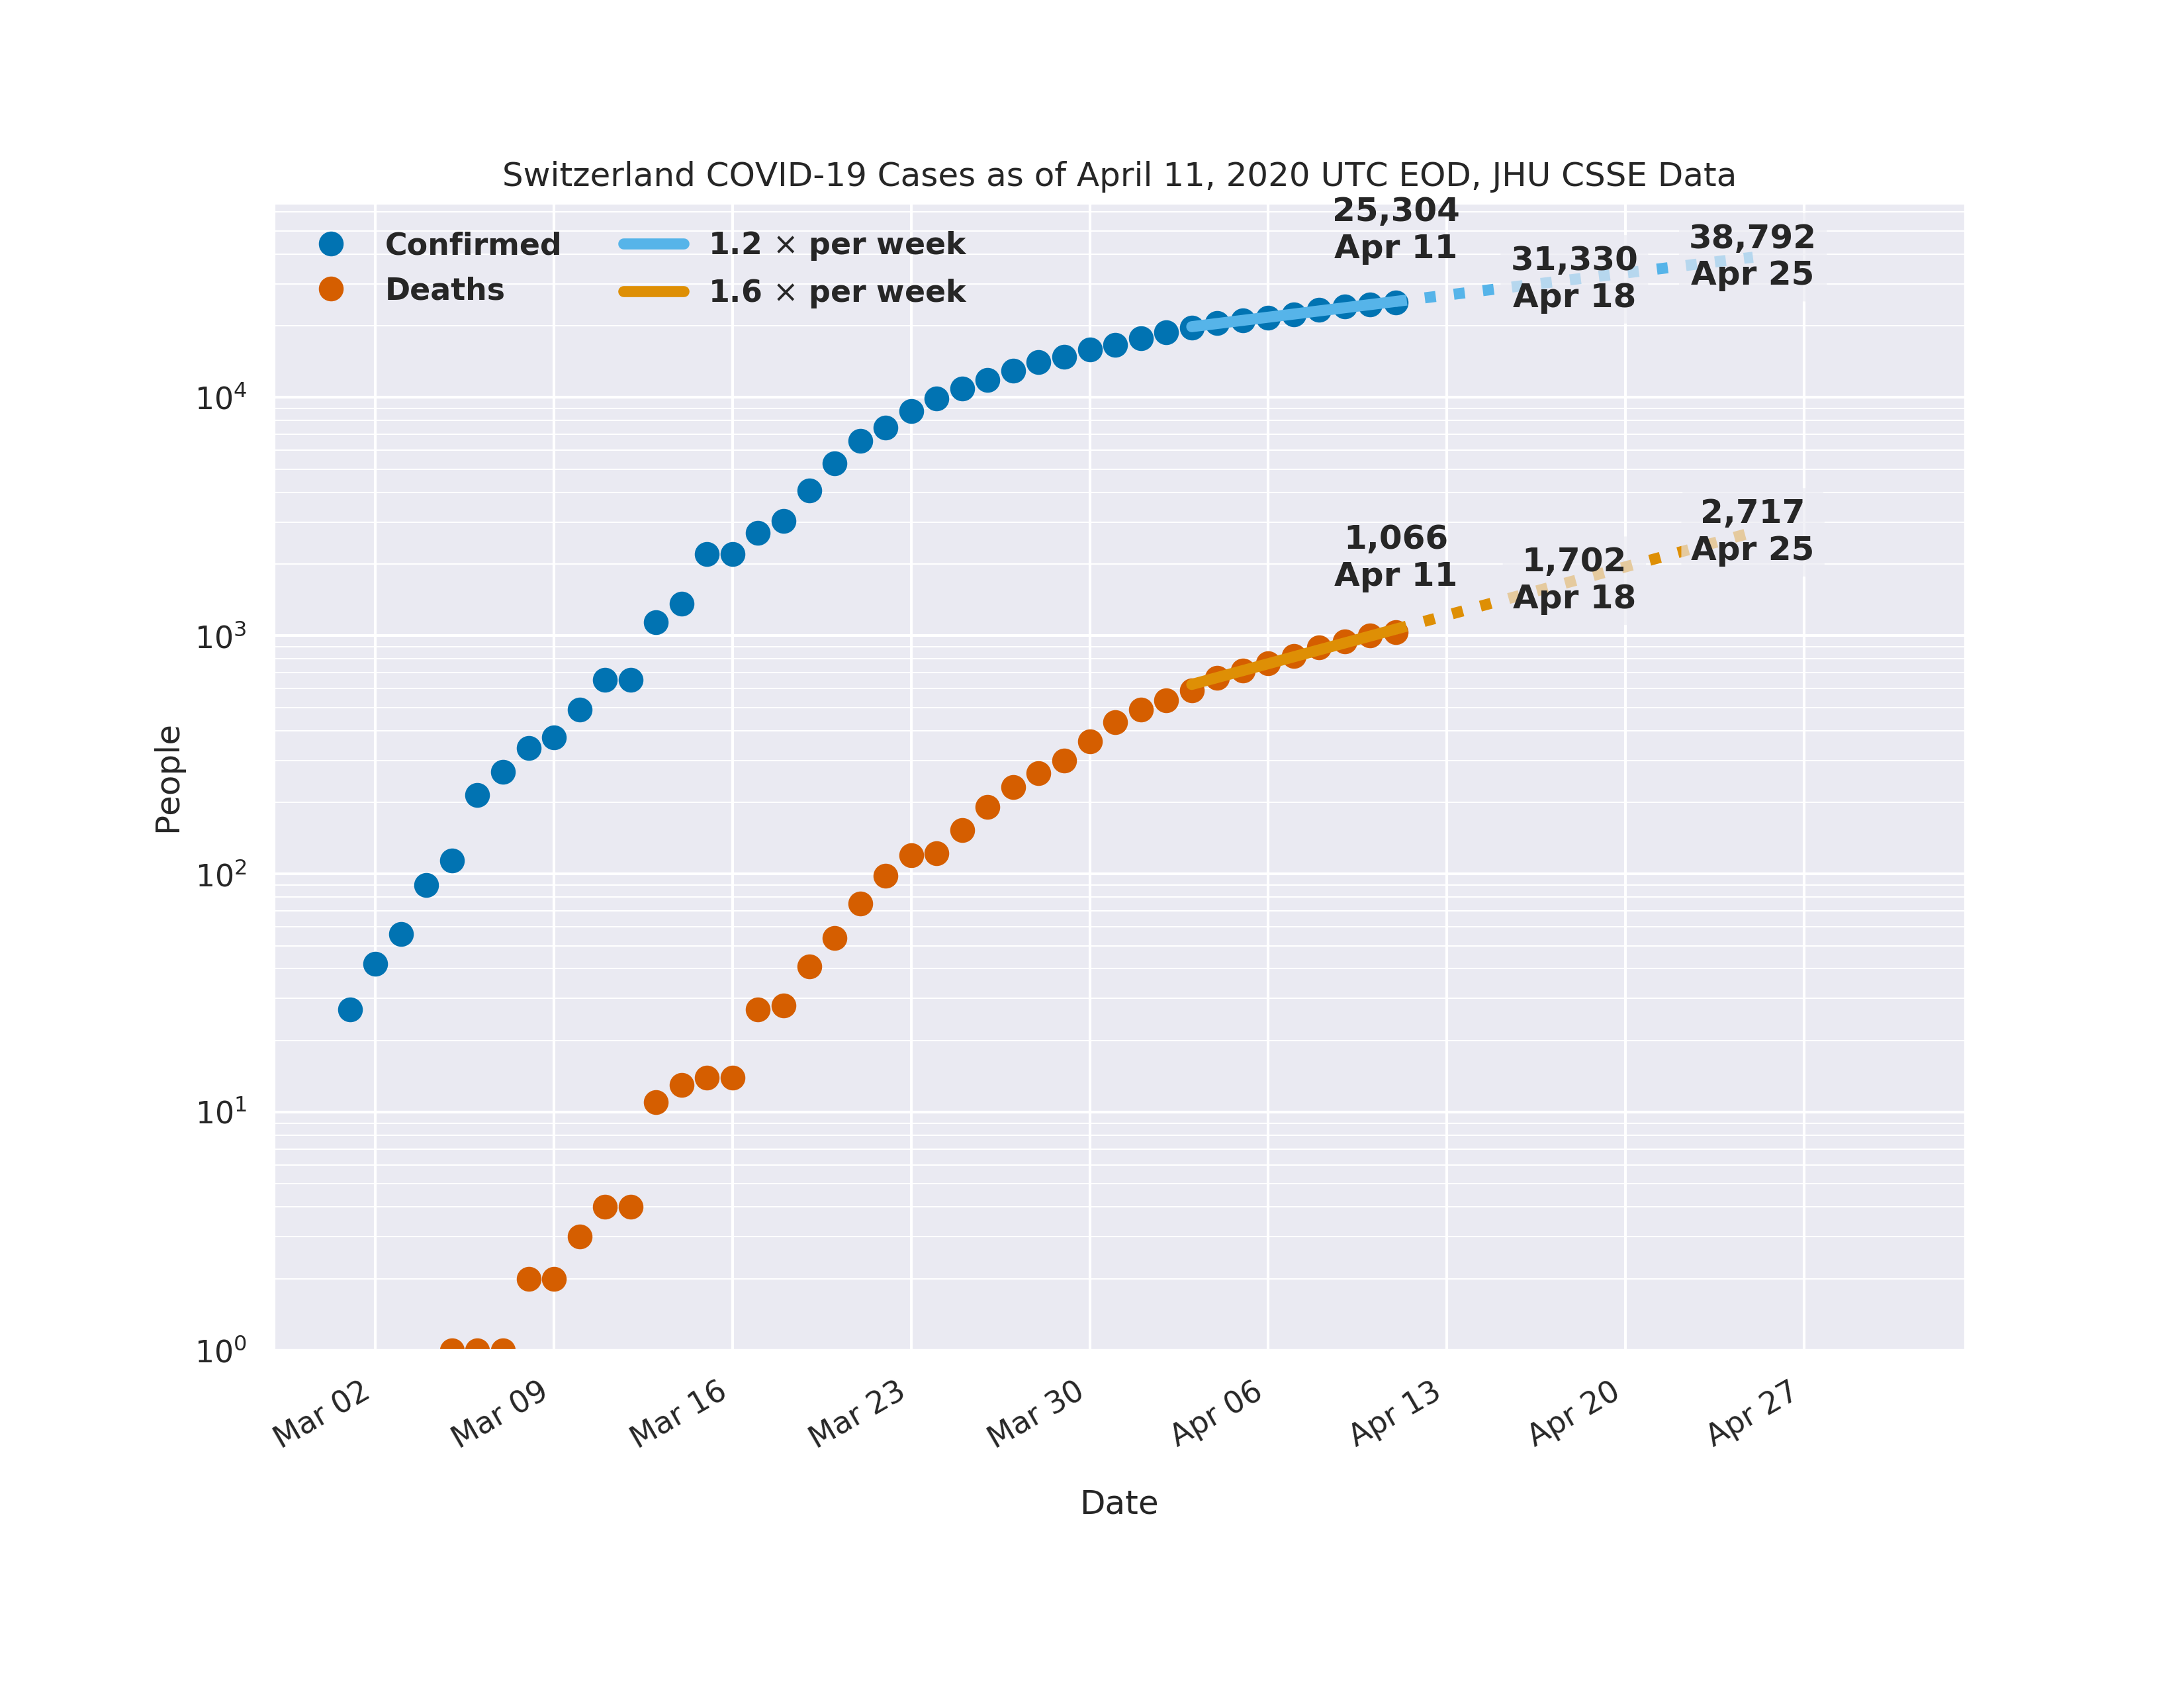 Switzerland COVID-19 Cases as of April 11, 2020 UTC EOD, JHU CSSE Data
Confirmed
Deaths
1.2 × per week
1.6 × per week
25,304
Apr 11
31,330
Apr 18
38,792
Apr 25
1,066
Apr 11
1,702
Apr 18
2,717
Apr 25
People
10⁴
10³
10²
10¹
10⁰
Mar 02
Mar 09
Mar 16
Mar 23
Mar 30
Apr 06
Apr 13
Apr 20
Apr 27
Date